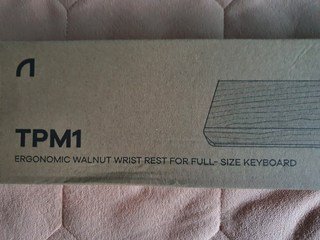 TPM1
ERGONOMIC WALNUT WRIST REST FOR FULL- SIZE KEYBOARD